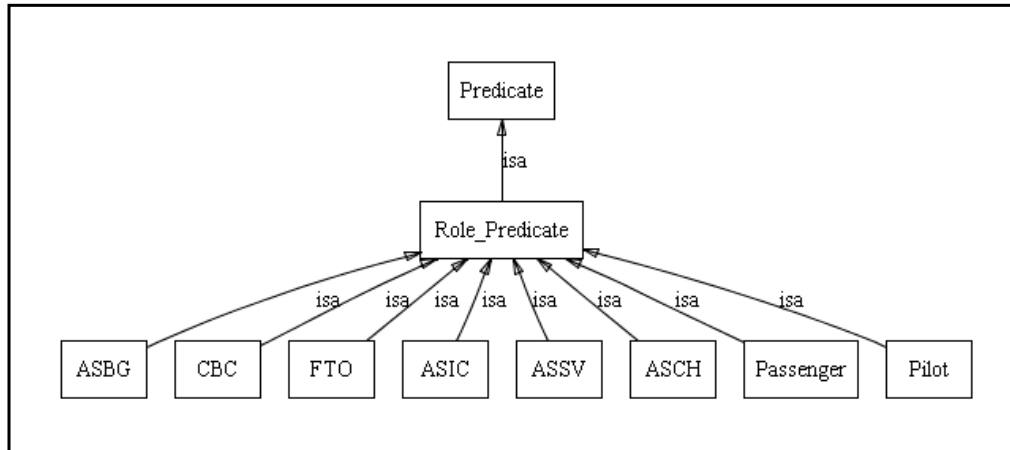 Predicate
isa
Role_Predicate
isa isa isa isa isa isa isa isa
ASBG CBC FTO ASIC ASSV ASCH Passenger Pilot